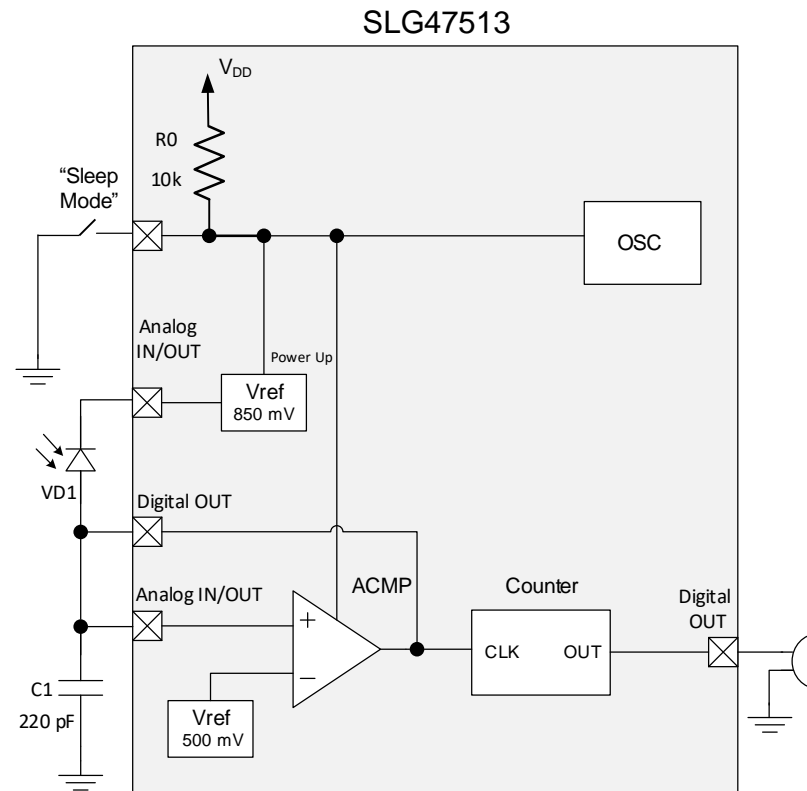 SLG47513
VDD
R0
10k
“Sleep
Mode”
OSC
Analog
IN/OUT
Power Up
Vref
850 mV
VD1
Digital OUT
Analog IN/OUT
ACMP
Counter
Digital
OUT
+
−
CLK
OUT
C1
220 pF
Vref
500 mV